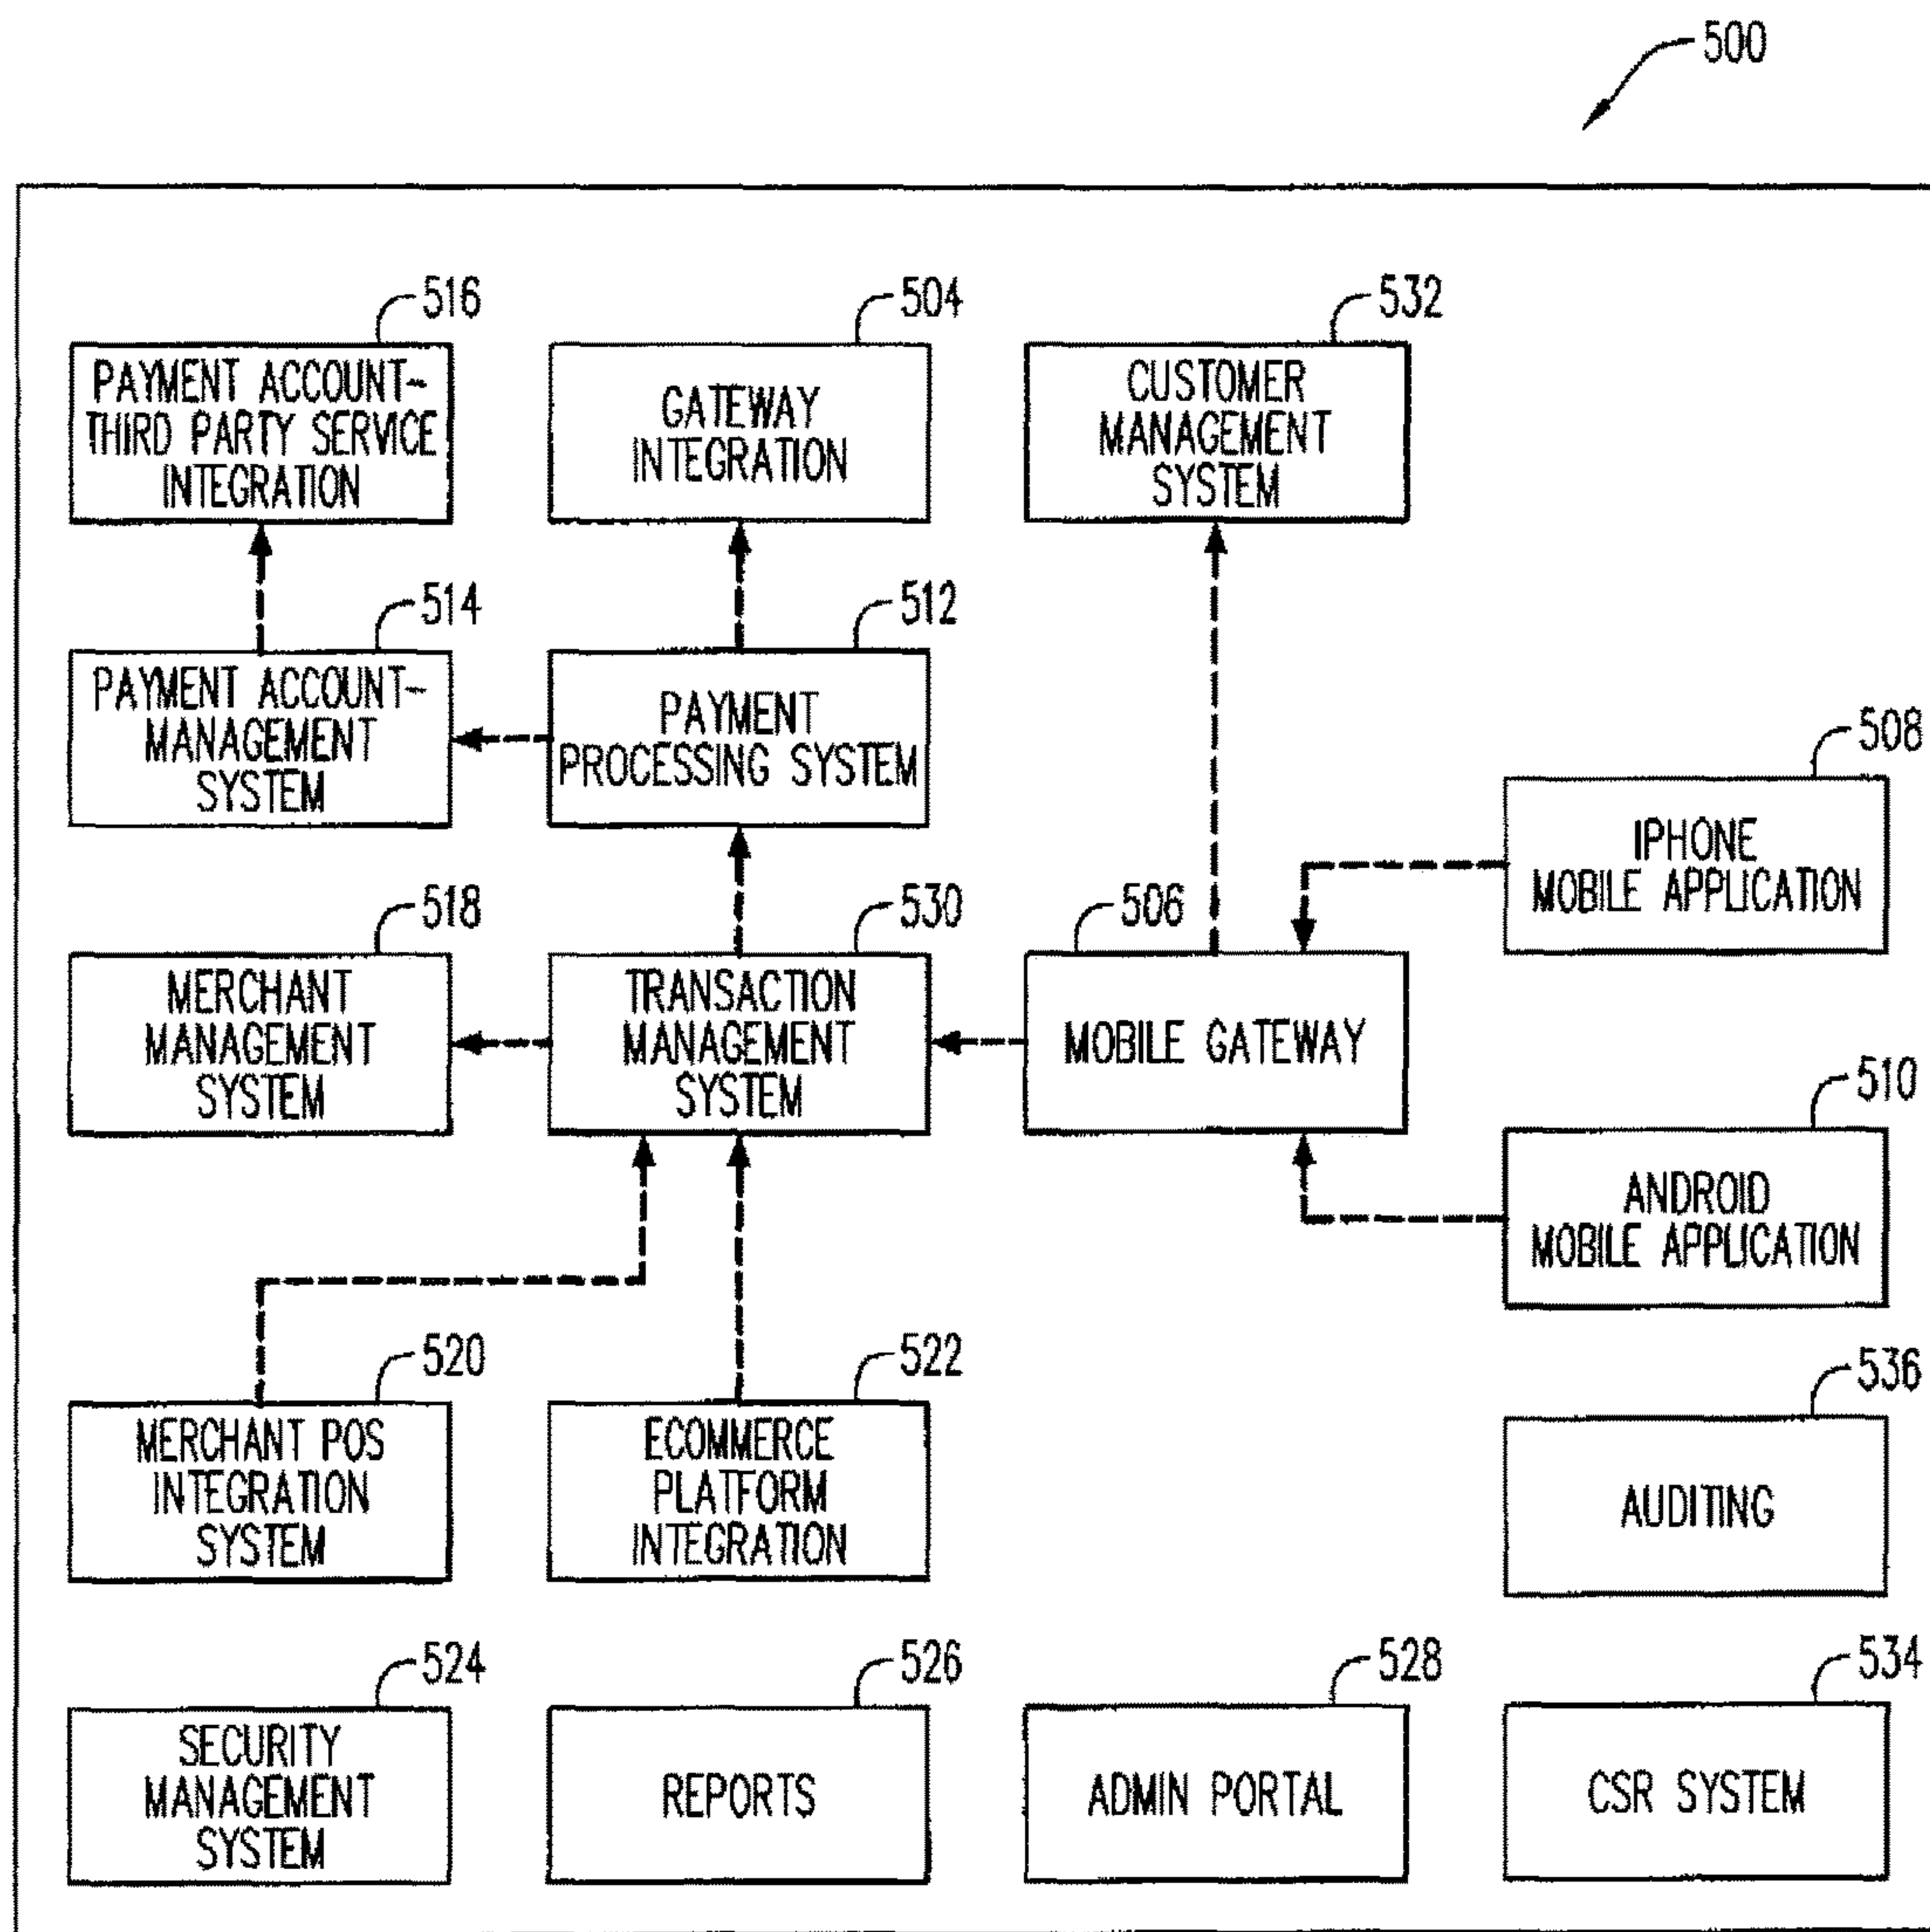 500
516
PAYMENT ACCOUNT-
THIRD PARTY SERVICE
INTEGRATION
504
GATEWAY
INTEGRATION
532
CUSTOMER
MANAGEMENT
SYSTEM
514
PAYMENT ACCOUNT-
MANAGEMENT
SYSTEM
512
PAYMENT
PROCESSING SYSTEM
508
IPHONE
MOBILE APPLICATION
518
MERCHANT
MANAGEMENT
SYSTEM
530
TRANSACTION
MANAGEMENT
SYSTEM
506
MOBILE GATEWAY
510
ANDROID
MOBILE APPLICATION
520
MERCHANT POS
INTEGRATION
SYSTEM
522
ECOMMERCE
PLATFORM
INTEGRATION
536
AUDITING
524
SECURITY
MANAGEMENT
SYSTEM
526
REPORTS
528
ADMIN PORTAL
534
CSR SYSTEM